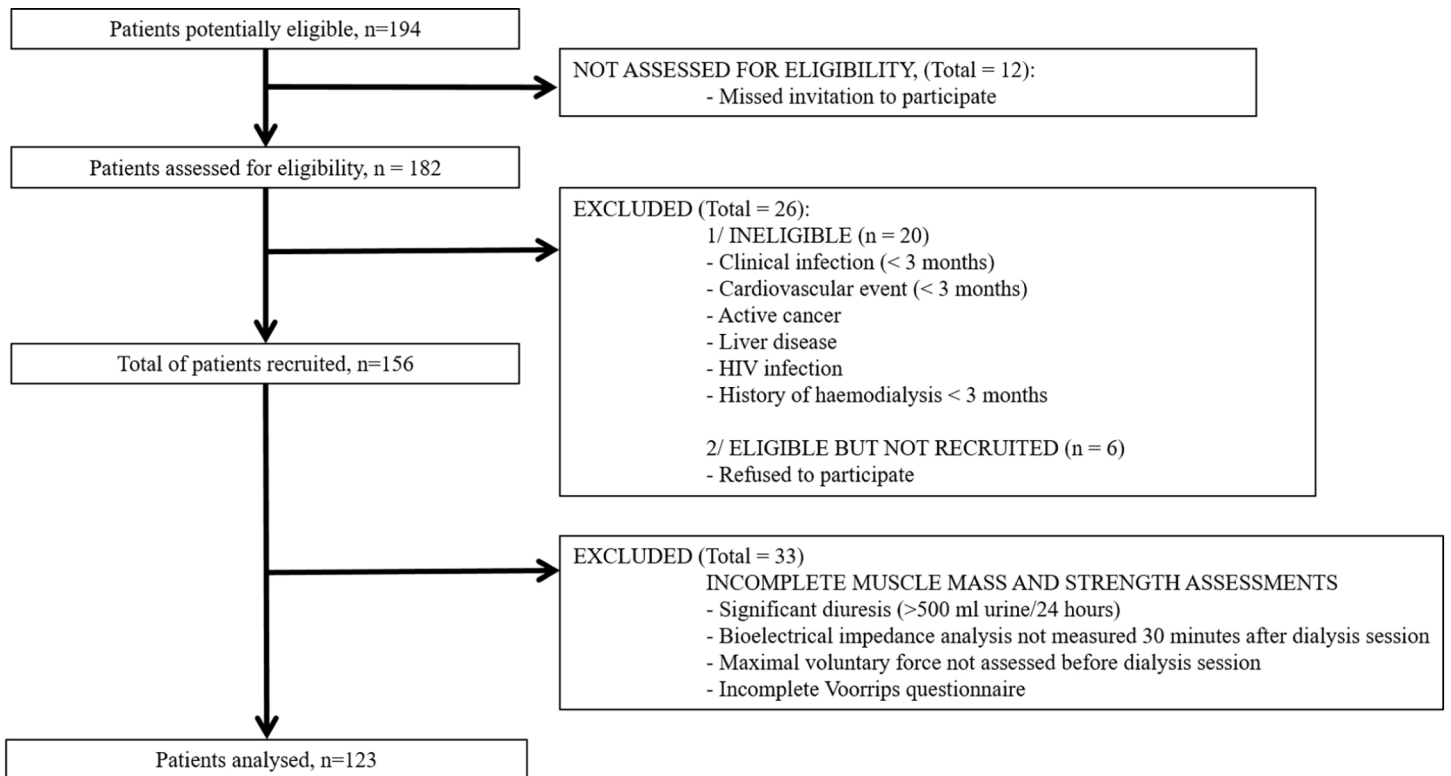 Patients potentially eligible, n=194
NOT ASSESSED FOR ELIGIBILITY, (Total = 12):
- Missed invitation to participate
Patients assessed for eligibility, n = 182
EXCLUDED (Total = 26):
1/ INELIGIBLE (n = 20)
- Clinical infection (< 3 months)
- Cardiovascular event (< 3 months)
- Active cancer
- Liver disease
- HIV infection
- History of haemodialysis < 3 months
2/ ELIGIBLE BUT NOT RECRUITED (n = 6)
- Refused to participate
Total of patients recruited, n=156
EXCLUDED (Total = 33)
INCOMPLETE MUSCLE MASS AND STRENGTH ASSESSMENTS
- Significant diuresis (>500 ml urine/24 hours)
- Bioelectrical impedance analysis not measured 30 minutes after dialysis session
- Maximal voluntary force not assessed before dialysis session
- Incomplete Voorrips questionnaire
Patients analysed, n=123